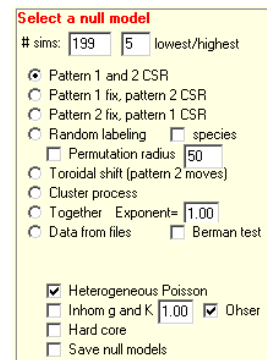 Select a null model
# sims: 199 5 lowest/highest
Pattern 1 and 2 CSR
Pattern 1 fix, pattern 2 CSR
Pattern 2 fix, pattern 1 CSR
Random labeling species
Permutation radius 50
Toroidal shift (pattern 2 moves)
Cluster process
Together Exponent= 1.00
Data from files Berman test
Heterogeneous Poisson
Inhom g and K 1.00 Ohser
Hard core
Save null models